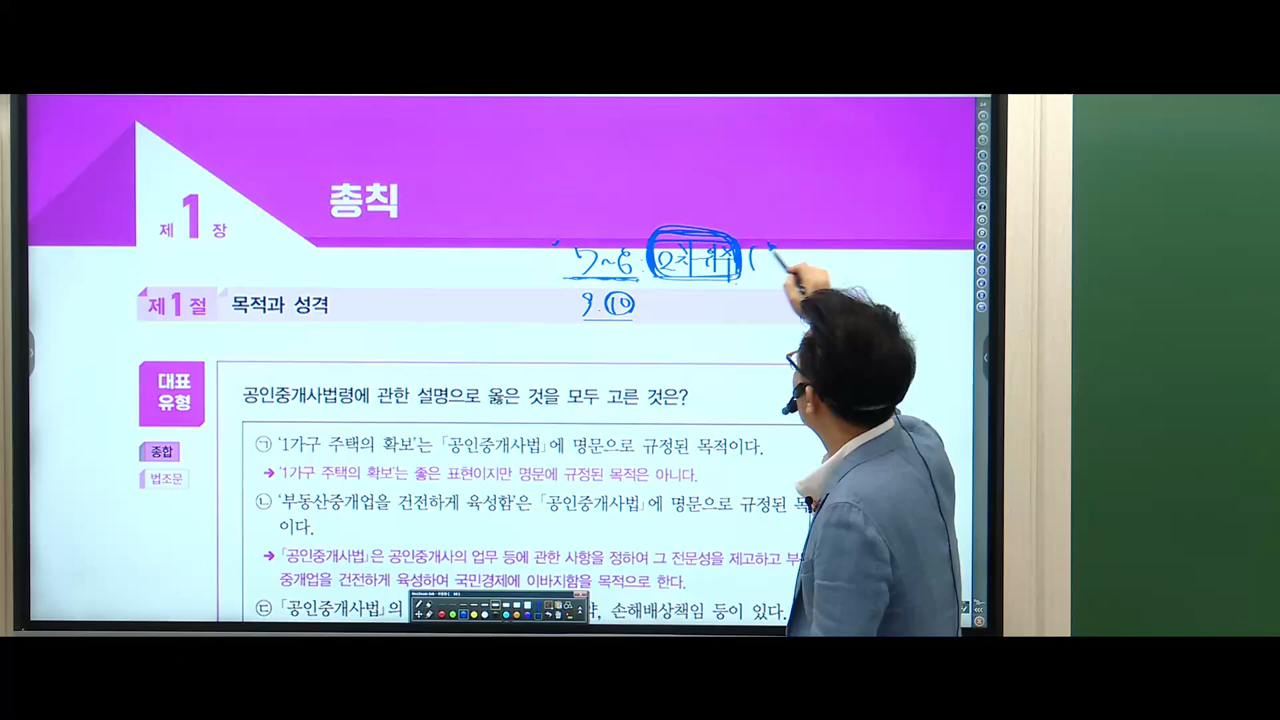 총칙
제 1 장
7~6 2차
9. 10
제 1 절 목적과 성격
대표
유형
공인중개사법령에 관한 설명으로 옳은 것을 모두 고른 것은?
종합
법조문
㉠ '1가구 주택의 확보'는 「공인중개사법」에 명문으로 규정된 목적이다.
➔ '1가구 주택의 확보'는 좋은 표현이지만 명문에 규정된 목적은 아니다.
㉡ '부동산중개업을 건전하게 육성함'은 「공인중개사법」에 명문으로 규정된 목
이다.
➔ 「공인중개사법」은 공인중개사의 업무 등에 관한 사항을 정하여 그 전문성을 제고하고 부
중개업을 건전하게 육성하여 국민경제에 이바지함을 목적으로 한다.
㉢ 「공인중개사법」의 약, 손해배상책임 등이 있다.